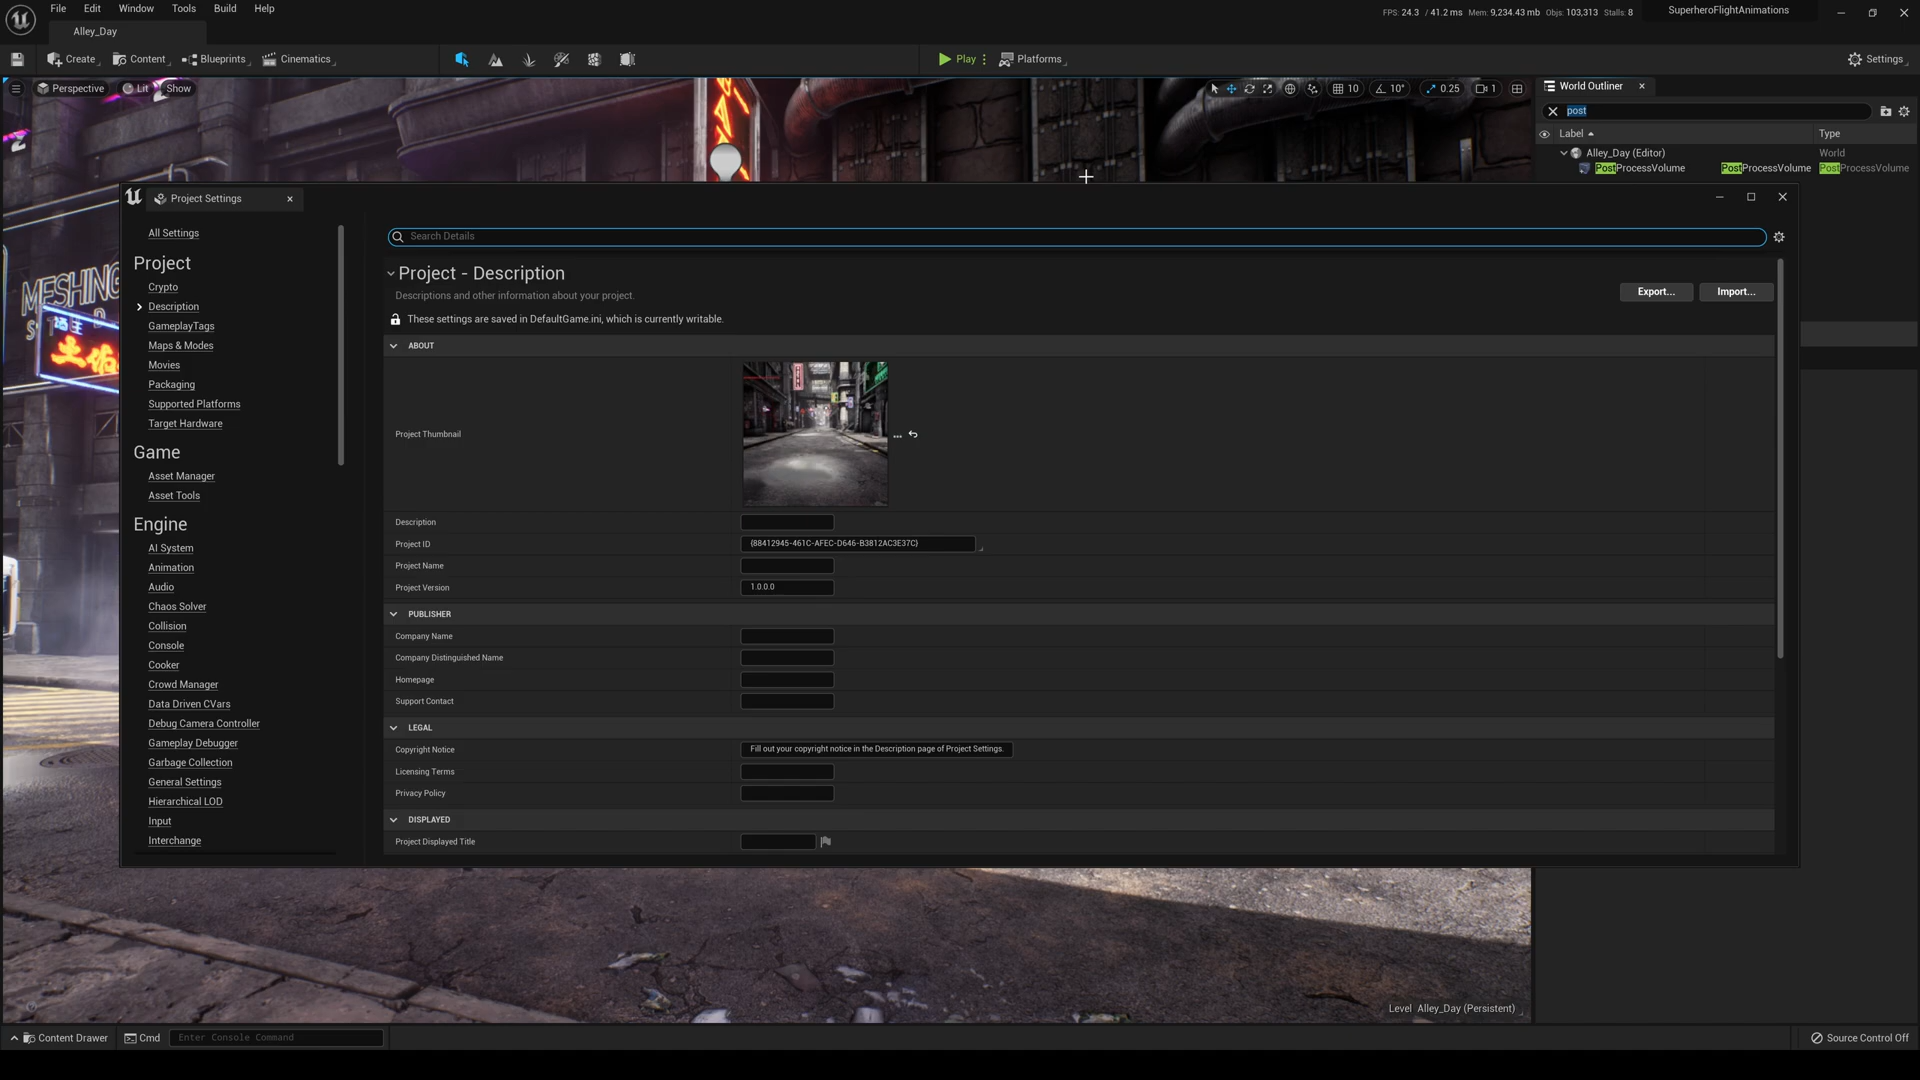 File Edit Window Tools Build Help
FPS: 24.3 / 41.2 ms Mem: 9,234.43 mb Objs: 103,313 Stalls: 8
SuperheroFlightAnimations
Alley_Day
Create Content Blueprints Cinematics
Play Platforms
Settings
Perspective Lit Show
10 10° 0.25 1
World Outliner
post
Label Type
Alley_Day (Editor) World
PostProcessVolume PostProcessVolume PostProcessVolume
MESHING
ST
酒王
土佑
Project Settings
All Settings
Project
Crypto
Description
GameplayTags
Maps & Modes
Movies
Packaging
Supported Platforms
Target Hardware
Game
Asset Manager
Asset Tools
Engine
AI System
Animation
Audio
Chaos Solver
Collision
Console
Cooker
Crowd Manager
Data Driven CVars
Debug Camera Controller
Gameplay Debugger
Garbage Collection
General Settings
Hierarchical LOD
Input
Interchange
Search Details
Project - Description
Descriptions and other information about your project.
Export... Import...
These settings are saved in DefaultGame.ini, which is currently writable.
ABOUT
Project Thumbnail
Description
Project ID {88412945-461C-AFEC-D646-B3812AC3E37C}
Project Name
Project Version 1.0.0.0
PUBLISHER
Company Name
Company Distinguished Name
Homepage
Support Contact
LEGAL
Copyright Notice Fill out your copyright notice in the Description page of Project Settings.
Licensing Terms
Privacy Policy
DISPLAYED
Project Displayed Title
Level Alley_Day (Persistent)
Content Drawer Cmd Enter Console Command
Source Control Off